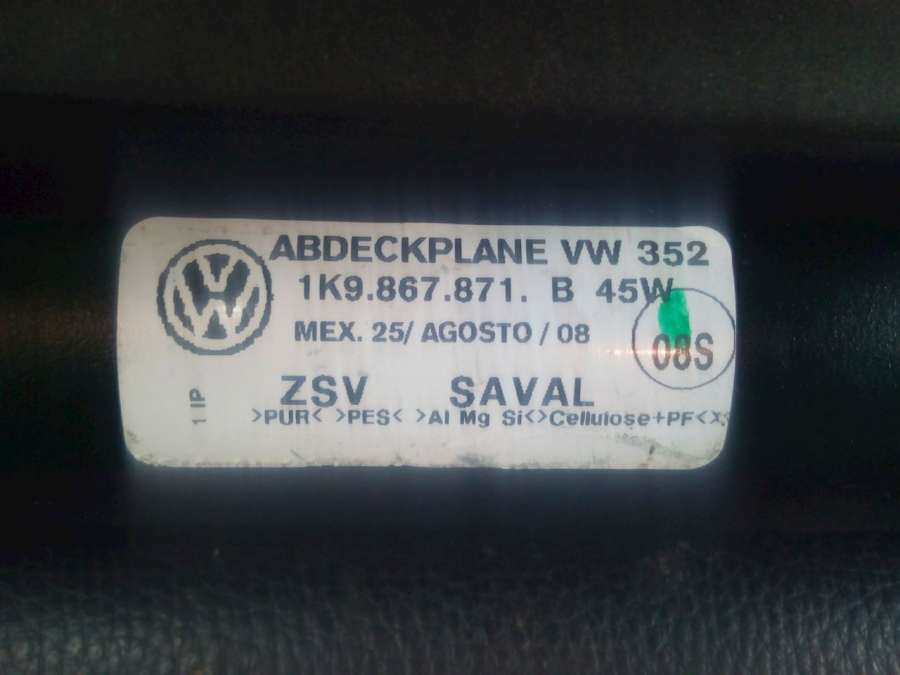 ABDECKPLANE VW 352
1K9.867.871. B 45W
MEX. 25/ AGOSTO / 08
08S
ZSV SAVAL
1 IP
>PUR< >PES< >Al Mg Si<>Cellulose+PF<